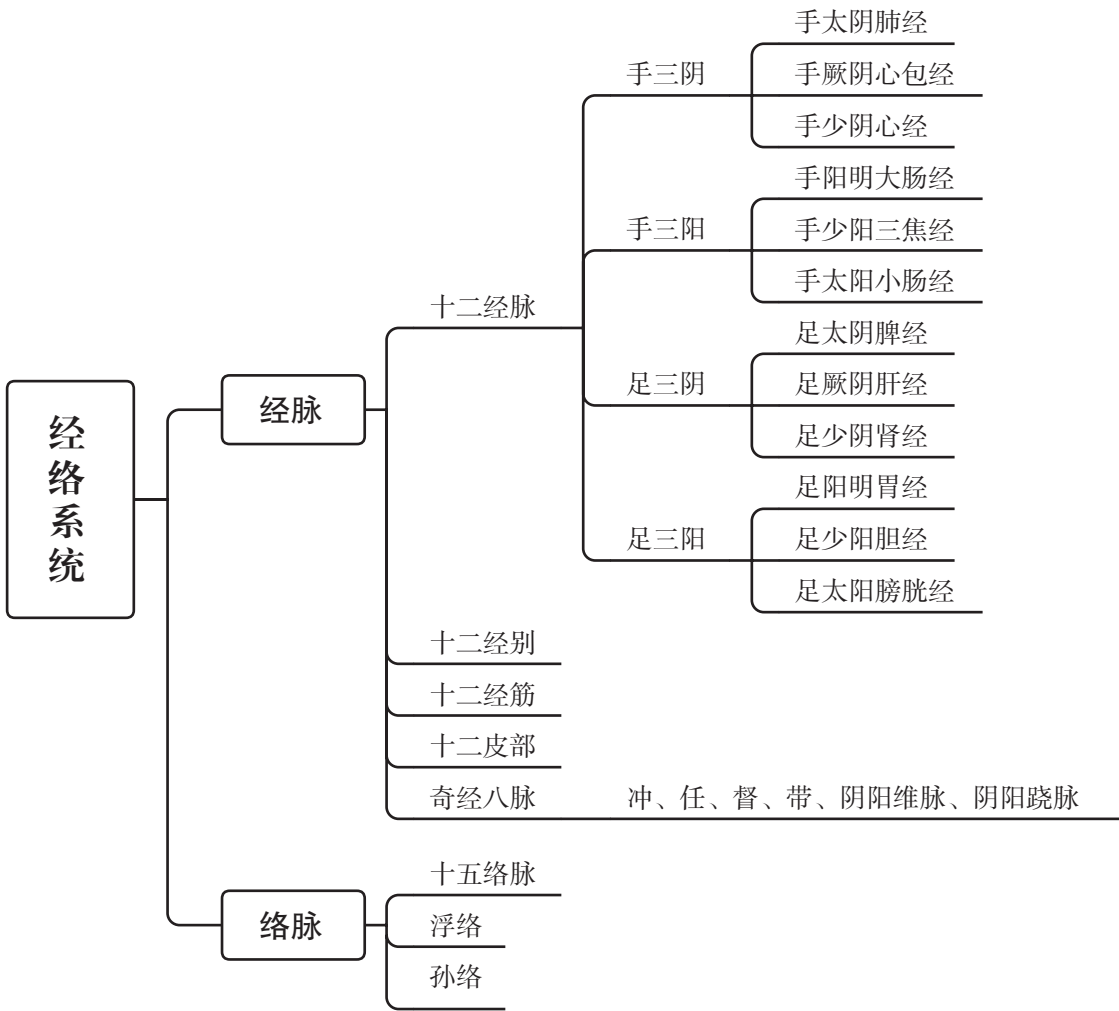 经络系统
经脉
十二经脉
手三阴
手太阴肺经
手厥阴心包经
手少阴心经
手三阳
手阳明大肠经
手少阳三焦经
手太阳小肠经
足三阴
足太阴脾经
足厥阴肝经
足少阴肾经
足三阳
足阳明胃经
足少阳胆经
足太阳膀胱经
十二经别
十二经筋
十二皮部
奇经八脉
冲、任、督、带、阴阳维脉、阴阳跷脉
络脉
十五络脉
浮络
孙络